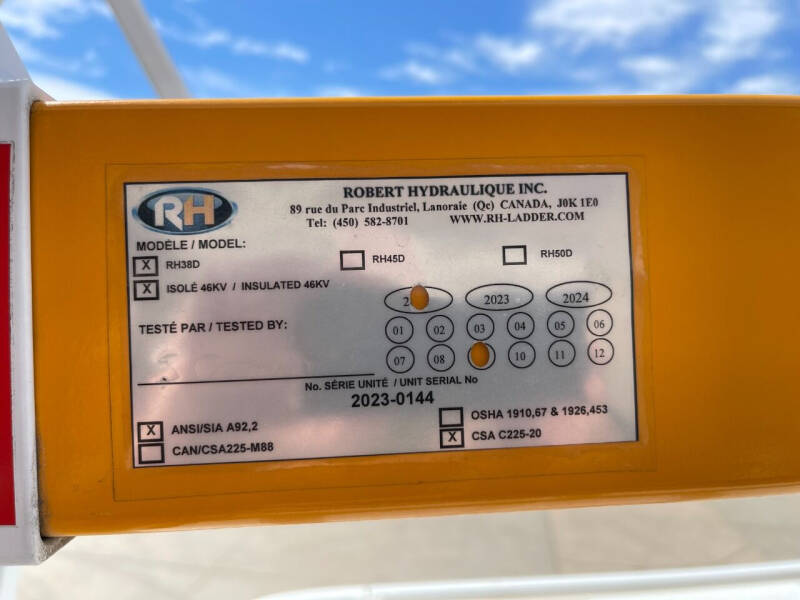 RH
ROBERT HYDRAULIQUE INC.
89 rue du Parc Industriel, Lanoraie (Qc) CANADA, J0K 1E0
Tel: (450) 582-8701 WWW.RH-LADDER.COM
MODÈLE / MODEL:
X RH38D RH45D RH50D
X ISOLÉ 46KV / INSULATED 46KV
2023 2024
TESTÉ PAR / TESTED BY:
01 02 03 04 05 06
07 08 10 11 12
No. SÉRIE UNITÉ / UNIT SERIAL No
2023-0144
X ANSI/SIA A92,2 OSHA 1910,67 & 1926,453
CAN/CSA225-M88 X CSA C225-20